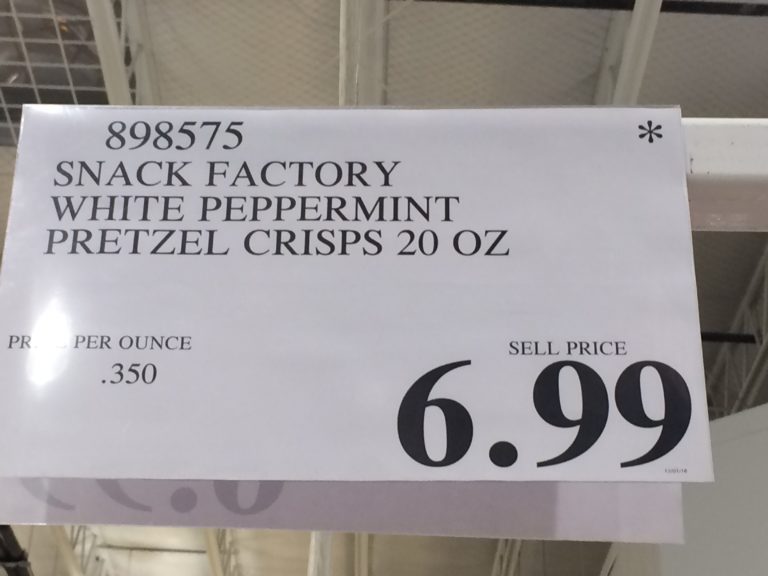 898575
*
SNACK FACTORY
WHITE PEPPERMINT
PRETZEL CRISPS 20 OZ
PER OUNCE
.350
SELL PRICE
6.99